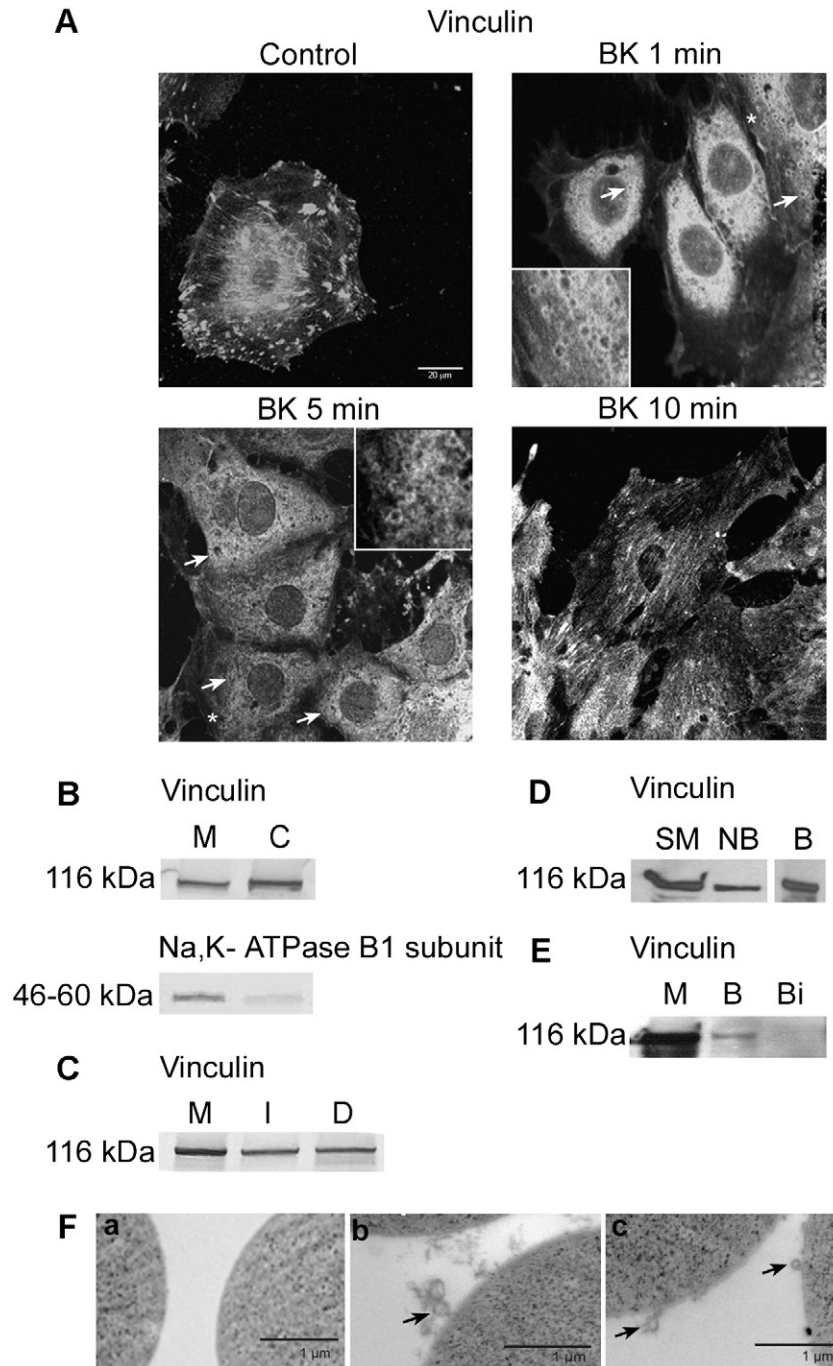 A
Vinculin
Control
BK 1 min
*
20 µm
BK 5 min
BK 10 min
*
B
Vinculin
M C
116 kDa
Na,K- ATPase B1 subunit
46-60 kDa
C
Vinculin
M I D
116 kDa
D
Vinculin
SM NB B
116 kDa
E
Vinculin
M B Bi
116 kDa
F
a
1 µm
b
1 µm
c
1 µm